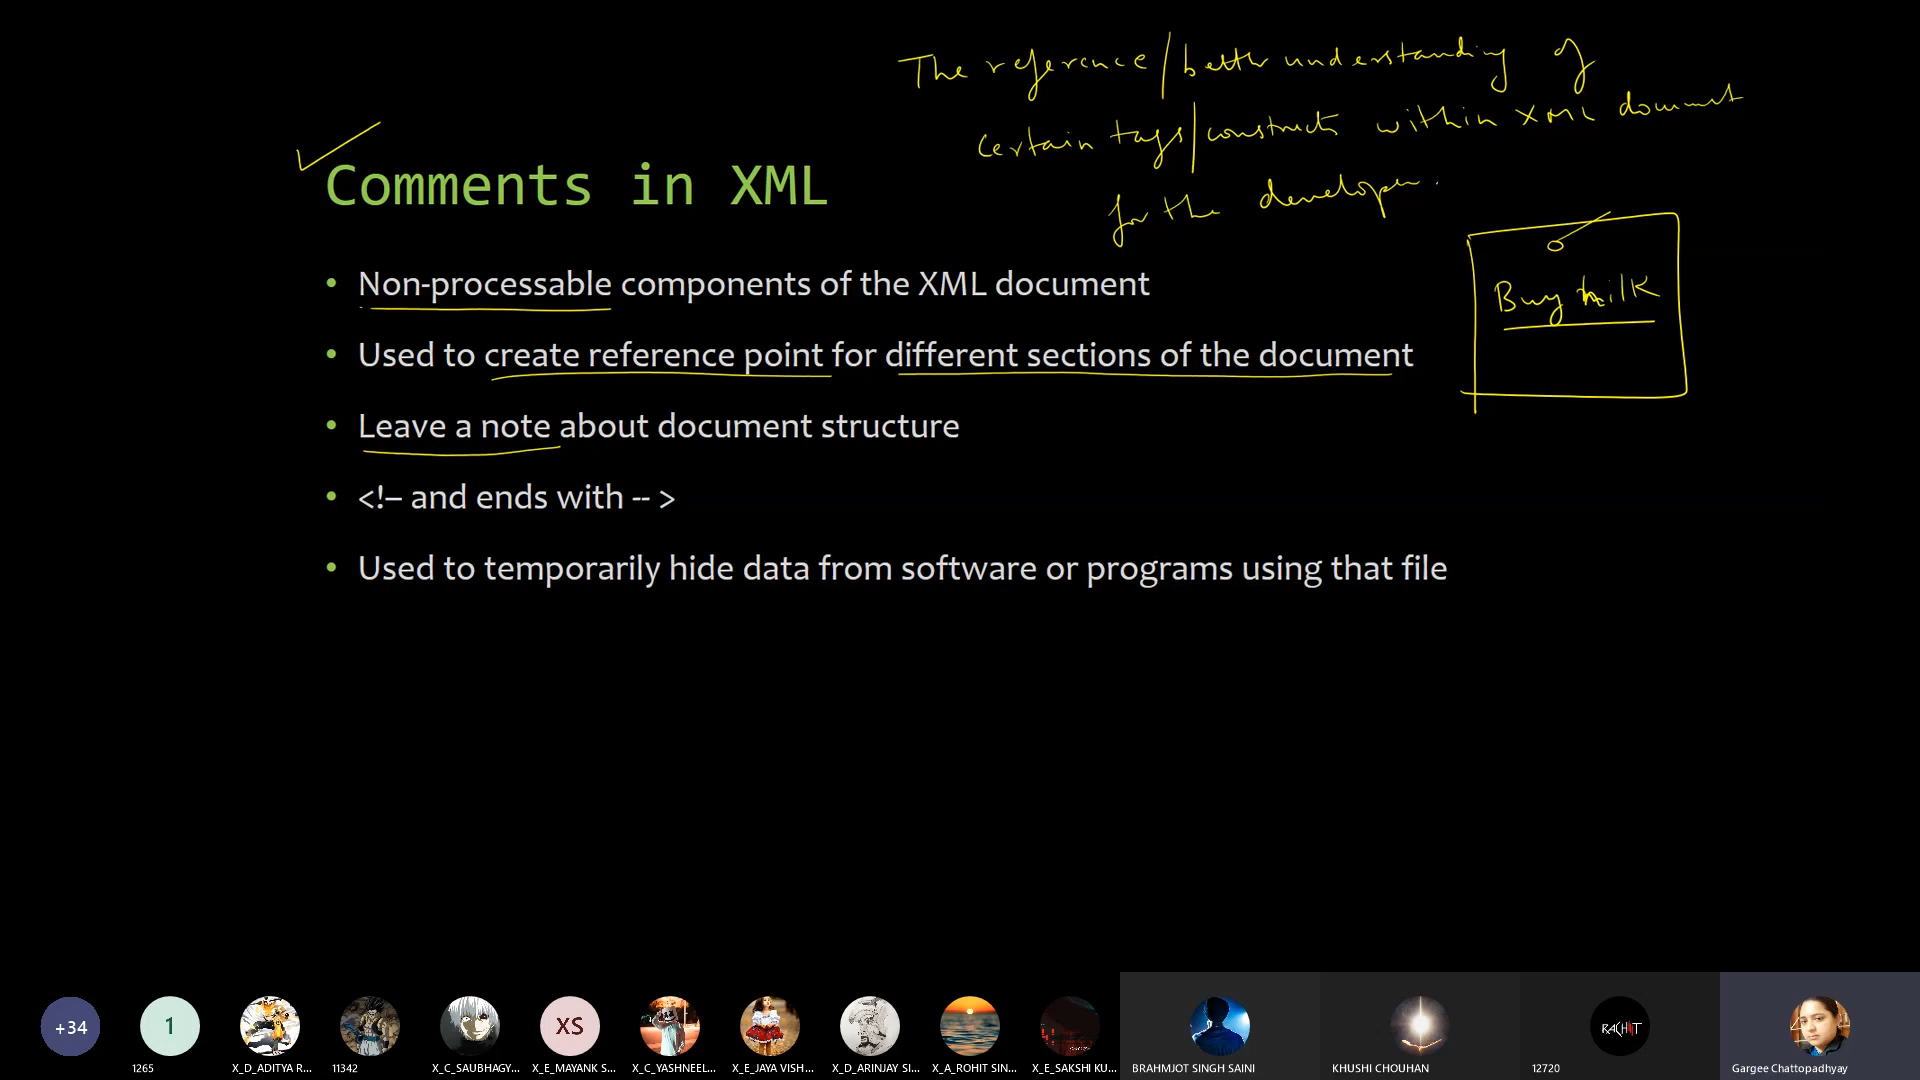 The reference/better understanding of
certain tags/constructs within XML document
for the developer.
Comments in XML
Buy milk
• Non-processable components of the XML document
• Used to create reference point for different sections of the document
• Leave a note about document structure
• <!– and ends with -- >
• Used to temporarily hide data from software or programs using that file
+34
1
XS
RACHIT
1265
X_D_ADITYA R...
11342
X_C_SAUBHAGY...
X_E_MAYANK S...
X_C_YASHNEEL...
X_E_JAYA VISH...
X_D_ARINJAY SI...
X_A_ROHIT SIN...
X_E_SAKSHI KU...
BRAHMJOT SINGH SAINI
KHUSHI CHOUHAN
12720
Gargee Chattopadhyay